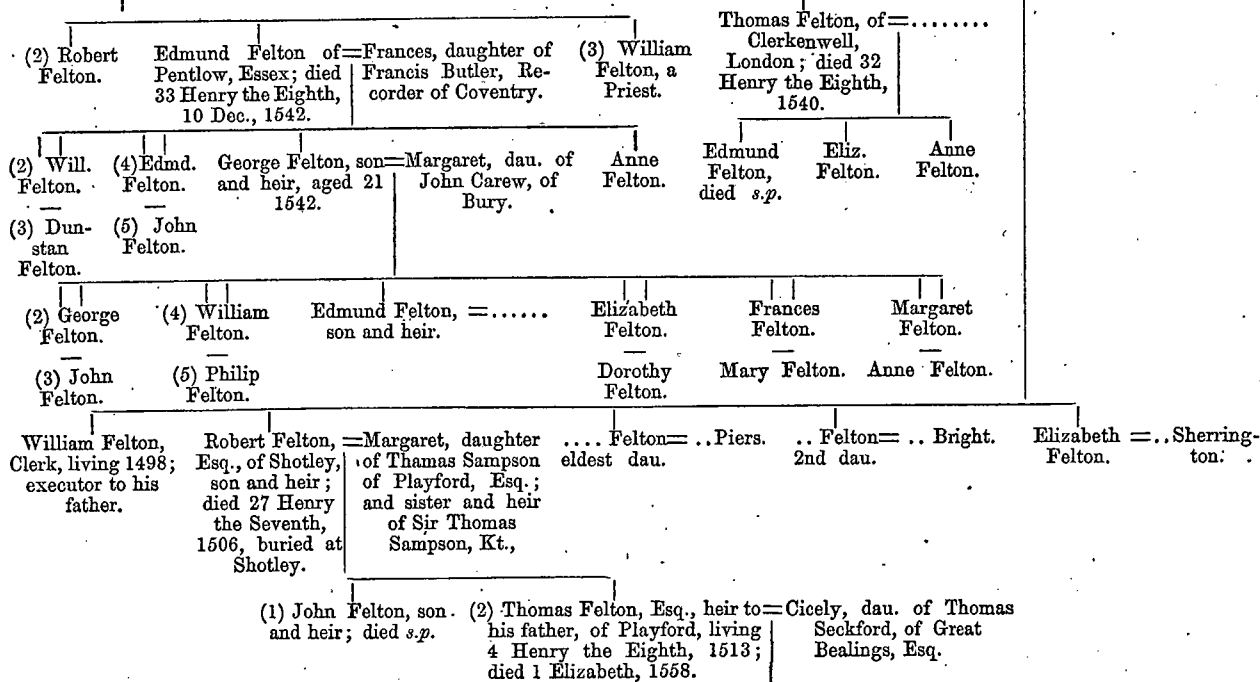 (2) Robert
Felton.
Edmund Felton of=Frances, daughter of
Pentlow, Essex; died
33 Henry the Eighth,
10 Dec., 1542.
Francis Butler, Re-
corder of Coventry.
(3) William
Felton, a
Priest.
Thomas Felton, of=........
Clerkenwell,
London; died 32
Henry the Eighth,
1540.
(2) Will.
Felton.
(3) Dun-
stan
Felton.
(4) Edmd.
Felton.
(5) John
Felton.
George Felton, son=Margaret, dau. of
and heir, aged 21
1542.
John Carew, of
Bury.
Anne
Felton.
Edmund
Felton,
died s.p.
Eliz.
Felton.
Anne
Felton.
(2) George
Felton.
(3) John
Felton.
(4) William
Felton.
(5) Philip
Felton.
Edmund Felton, =......
son and heir.
Elizabeth
Felton.
Dorothy
Felton.
Frances
Felton.
Mary Felton.
Margaret
Felton.
Anne Felton.
William Felton,
Clerk, living 1498;
executor to his
father.
Robert Felton, =Margaret, daughter
Esq., of Shotley,
son and heir;
died 27 Henry
the Seventh,
1506, buried at
Shotley.
of Thamas Sampson
of Playford, Esq.;
and sister and heir
of Sir Thomas
Sampson, Kt.,
.... Felton= ..Piers.
eldest dau.
.. Felton= .. Bright.
2nd dau.
Elizabeth =..Sherring-
Felton.
ton.
(1) John Felton, son
and heir; died s.p.
(2) Thomas Felton, Esq., heir to=Cicely, dau. of Thomas
his father, of Playford, living
4 Henry the Eighth, 1513;
died 1 Elizabeth, 1558.
Seckford, of Great
Bealings, Esq.